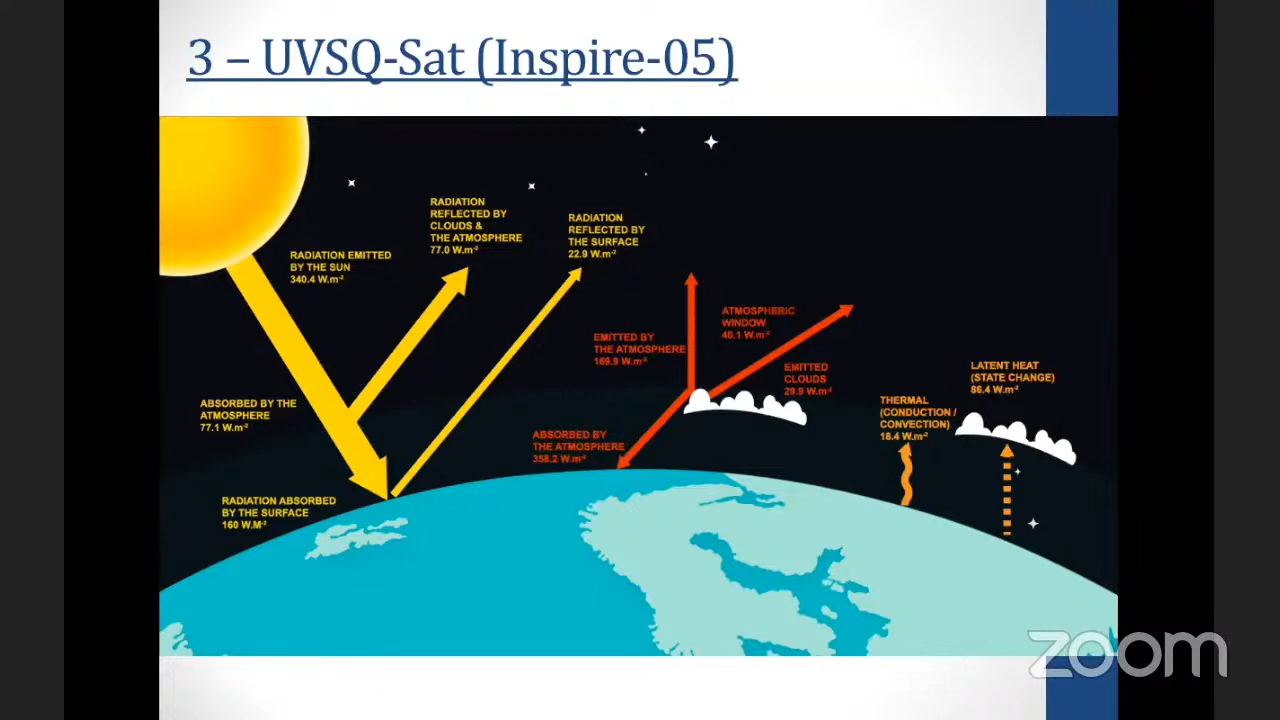 3 – UVSQ-Sat (Inspire-05)
RADIATION EMITTED
BY THE SUN
340.4 W.m⁻²
RADIATION
REFLECTED BY
CLOUDS &
THE ATMOSPHERE
77.0 W.m⁻²
RADIATION
REFLECTED BY
THE SURFACE
22.9 W.m⁻²
ABSORBED BY THE
ATMOSPHERE
77.1 W.m⁻²
RADIATION ABSORBED
BY THE SURFACE
160 W.M⁻²
EMITTED BY
THE ATMOSPHERE
169.9 W.m⁻²
ATMOSPHERIC
WINDOW
40.1 W.m⁻²
EMITTED
CLOUDS
29.9 W.m⁻²
ABSORBED BY
THE ATMOSPHERE
358.2 W.m⁻²
THERMAL
(CONDUCTION /
CONVECTION)
18.4 W.m⁻²
LATENT HEAT
(STATE CHANGE)
86.4 W.m⁻²
zoom